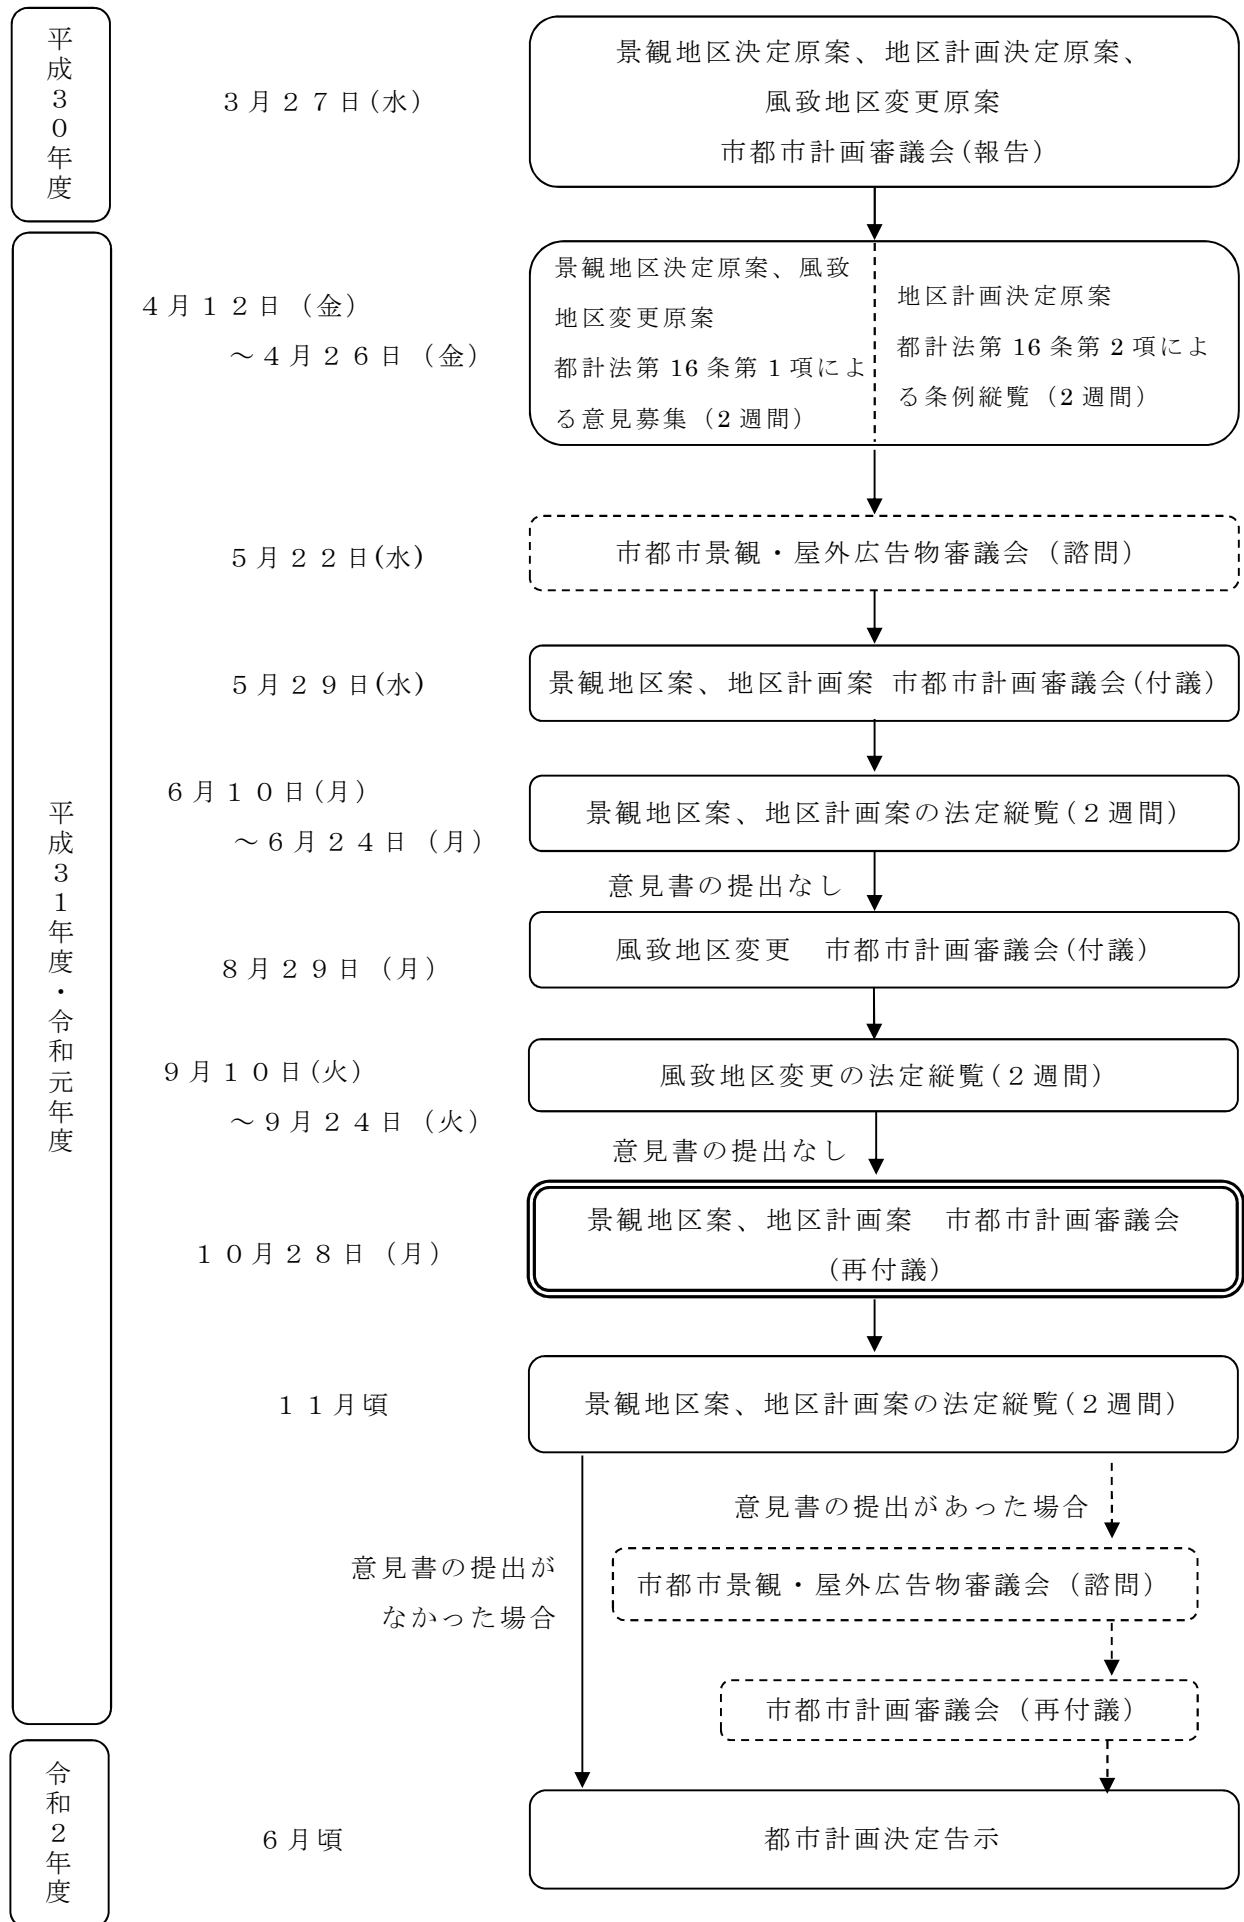 平成３０年度
３月２７日(水)
景観地区決定原案、地区計画決定原案、
風致地区変更原案
市都市計画審議会(報告)
平成３１年度・令和元年度
４月１２日（金）
～４月２６日（金）
景観地区決定原案、風致
地区変更原案
都計法第16条第1項によ
る意見募集（2週間）
地区計画決定原案
都計法第16条第2項によ
る条例縦覧（2週間）
５月２２日(水)
市都市景観・屋外広告物審議会（諮問）
５月２９日(水)
景観地区案、地区計画案 市都市計画審議会(付議)
６月１０日(月)
～６月２４日（月）
景観地区案、地区計画案の法定縦覧(２週間)
意見書の提出なし
８月２９日（月）
風致地区変更　市都市計画審議会(付議)
９月１０日(火)
～９月２４日（火）
風致地区変更の法定縦覧(２週間)
意見書の提出なし
１０月２８日（月）
景観地区案、地区計画案　市都市計画審議会
(再付議)
１１月頃
景観地区案、地区計画案の法定縦覧(２週間)
意見書の提出があった場合
意見書の提出が
なかった場合
市都市景観・屋外広告物審議会（諮問）
市都市計画審議会（再付議）
令和２年度
６月頃
都市計画決定告示